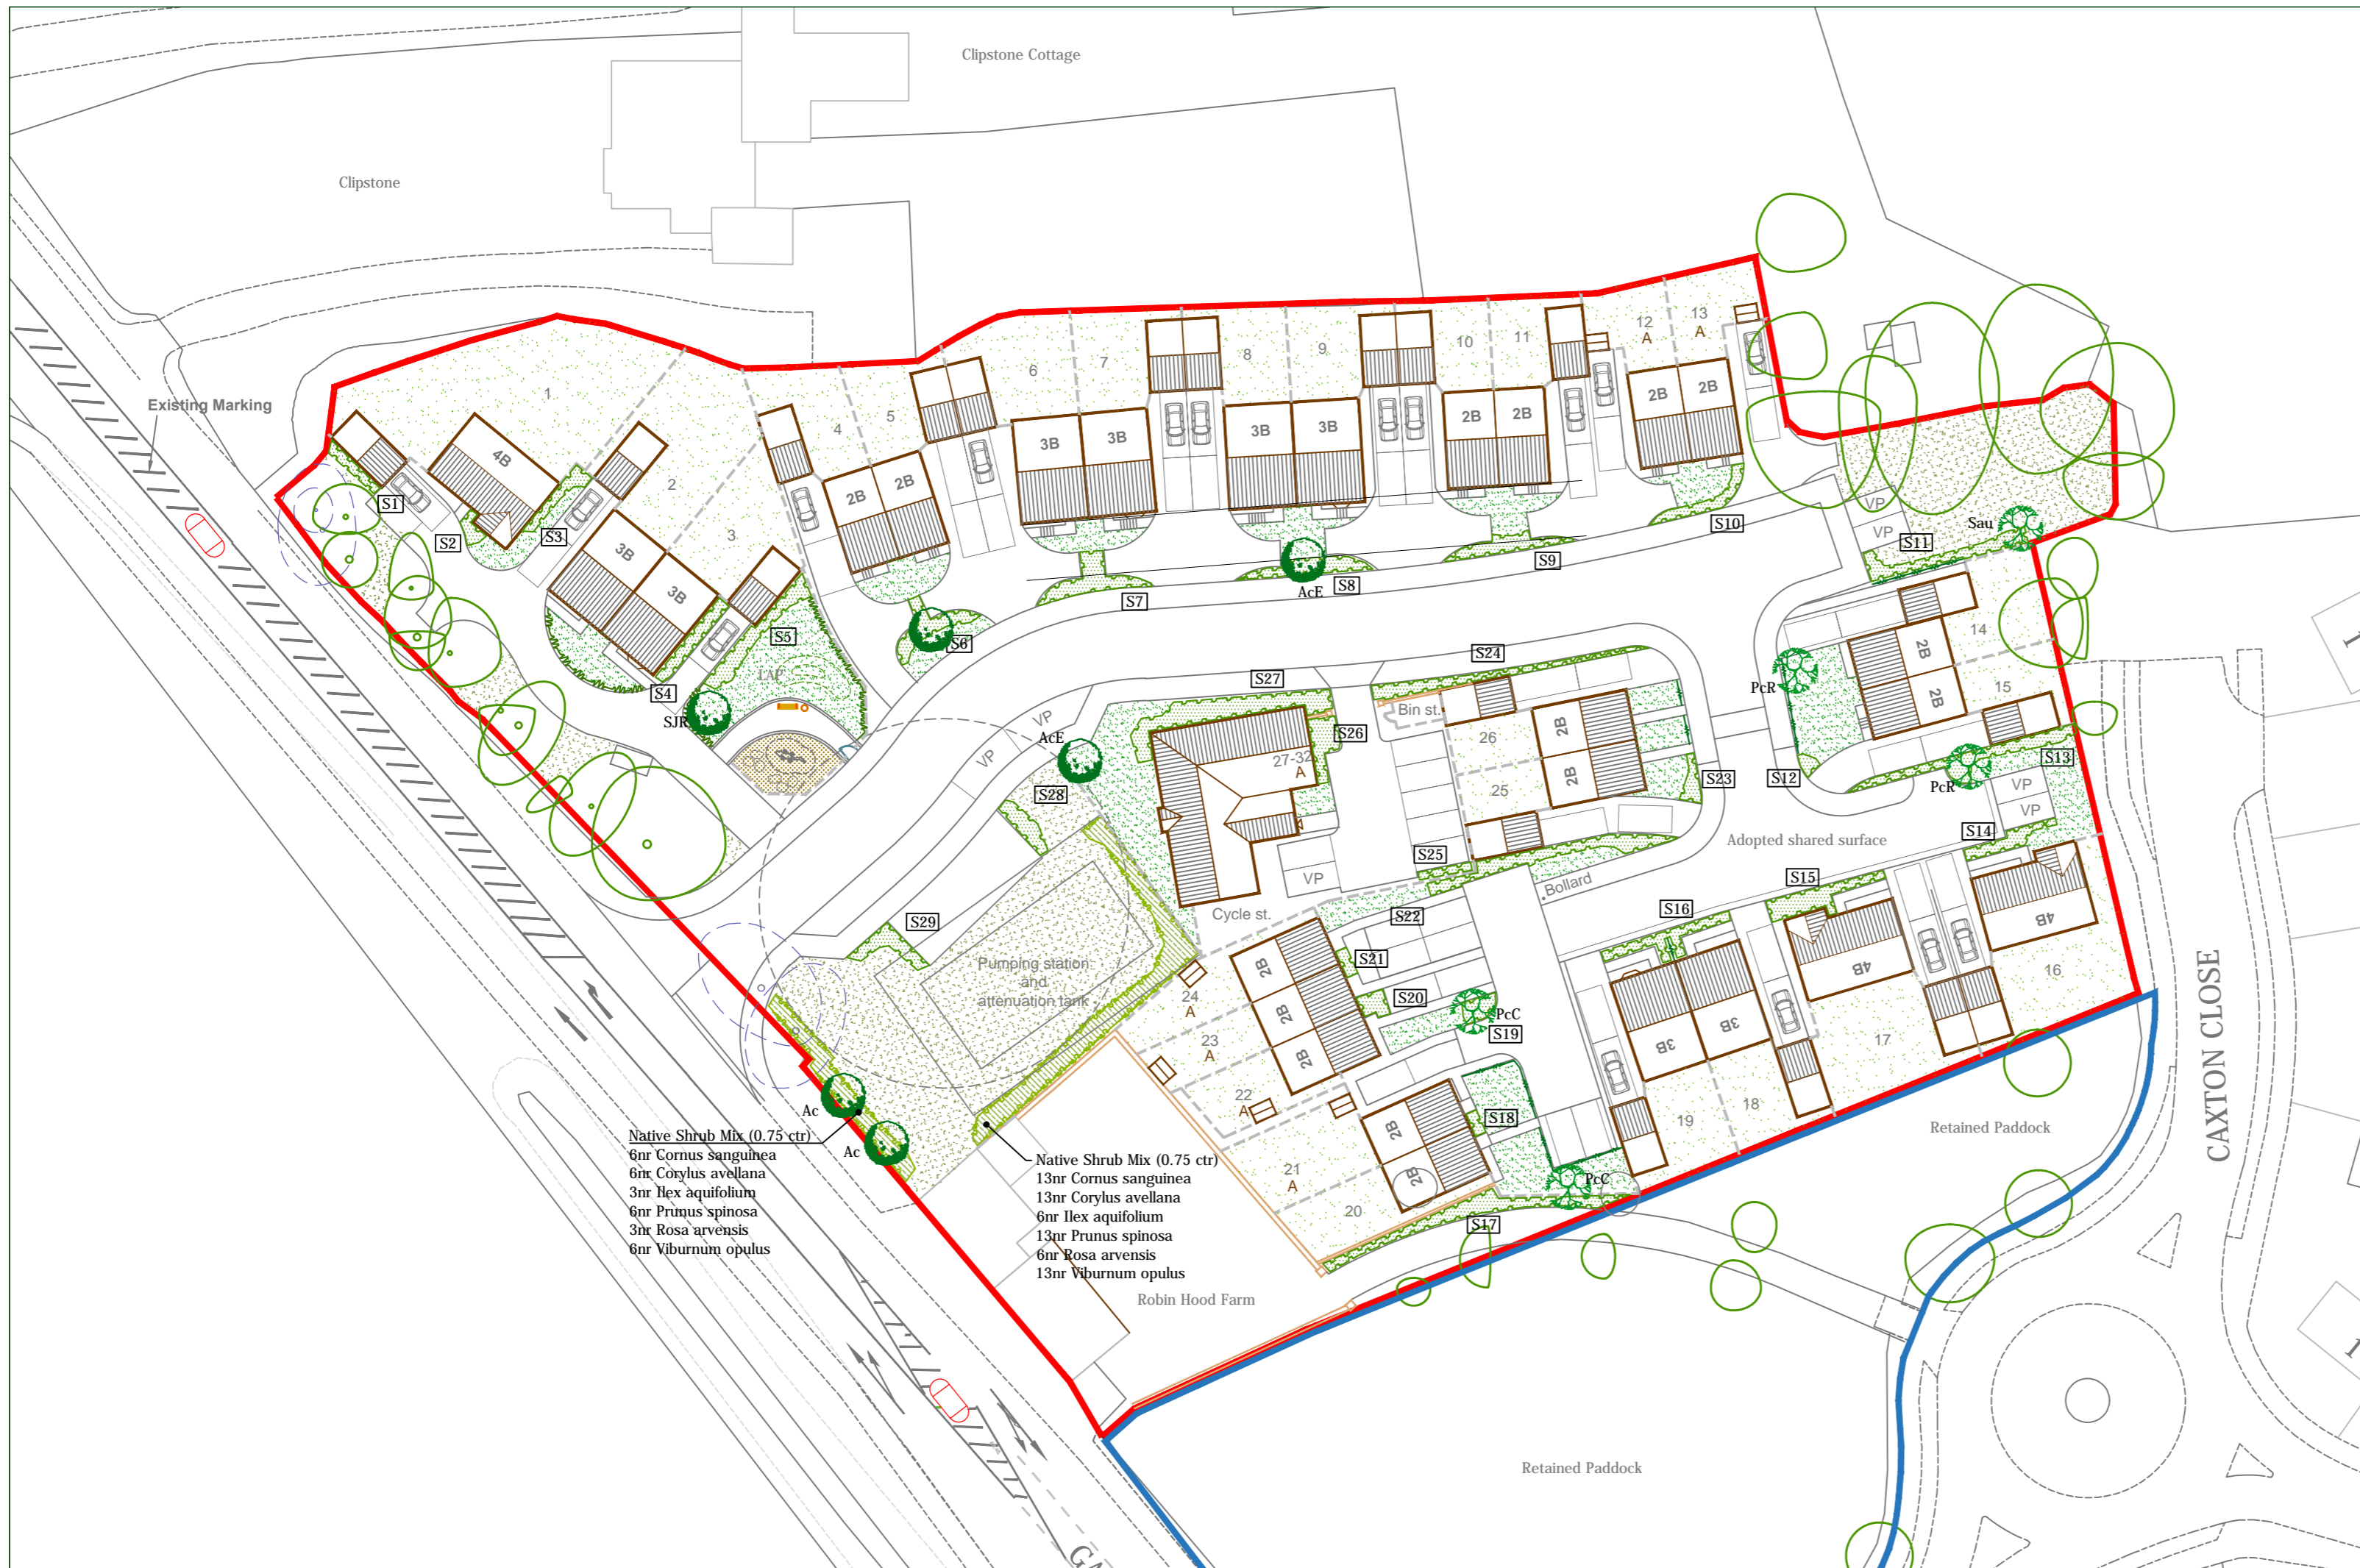 Clipstone Cottage
Clipstone
Existing Marking
1
2
3
4
5
6
7
8
9
10
11
12
A
13
A
4B
3B
3B
2B
2B
3B
3B
3B
3B
2B
2B
2B
2B
S1
S2
S3
S4
S5
S6
S7
S8
S9
S10
S11
AcE
SJR
LAP
Sau
VP
VP
VP
VP
AcE
S28
S27
S24
S26
Bin st.
27-32
A
26
25
2B
2B
S23
S25
VP
Cycle st.
Bollard
PcR
S12
PcR
S13
VP
VP
S14
14
15
2B
2B
Adopted shared surface
S15
S16
4B
4B
3B
3B
16
17
18
19
S29
Pumping station
and
attenuation tank
S22
S21
S20
PcC
S19
S18
PcC
S17
24
A
23
A
22
A
21
A
20
2B
2B
2B
2B
2B
Ac
Ac
Native Shrub Mix (0.75 ctr)
6nr Cornus sanguinea
6nr Corylus avellana
3nr Ilex aquifolium
6nr Prunus spinosa
3nr Rosa arvensis
6nr Viburnum opulus
Native Shrub Mix (0.75 ctr)
13nr Cornus sanguinea
13nr Corylus avellana
6nr Ilex aquifolium
13nr Prunus spinosa
6nr Rosa arvensis
13nr Viburnum opulus
Robin Hood Farm
Retained Paddock
Retained Paddock
CAXTON CLOSE